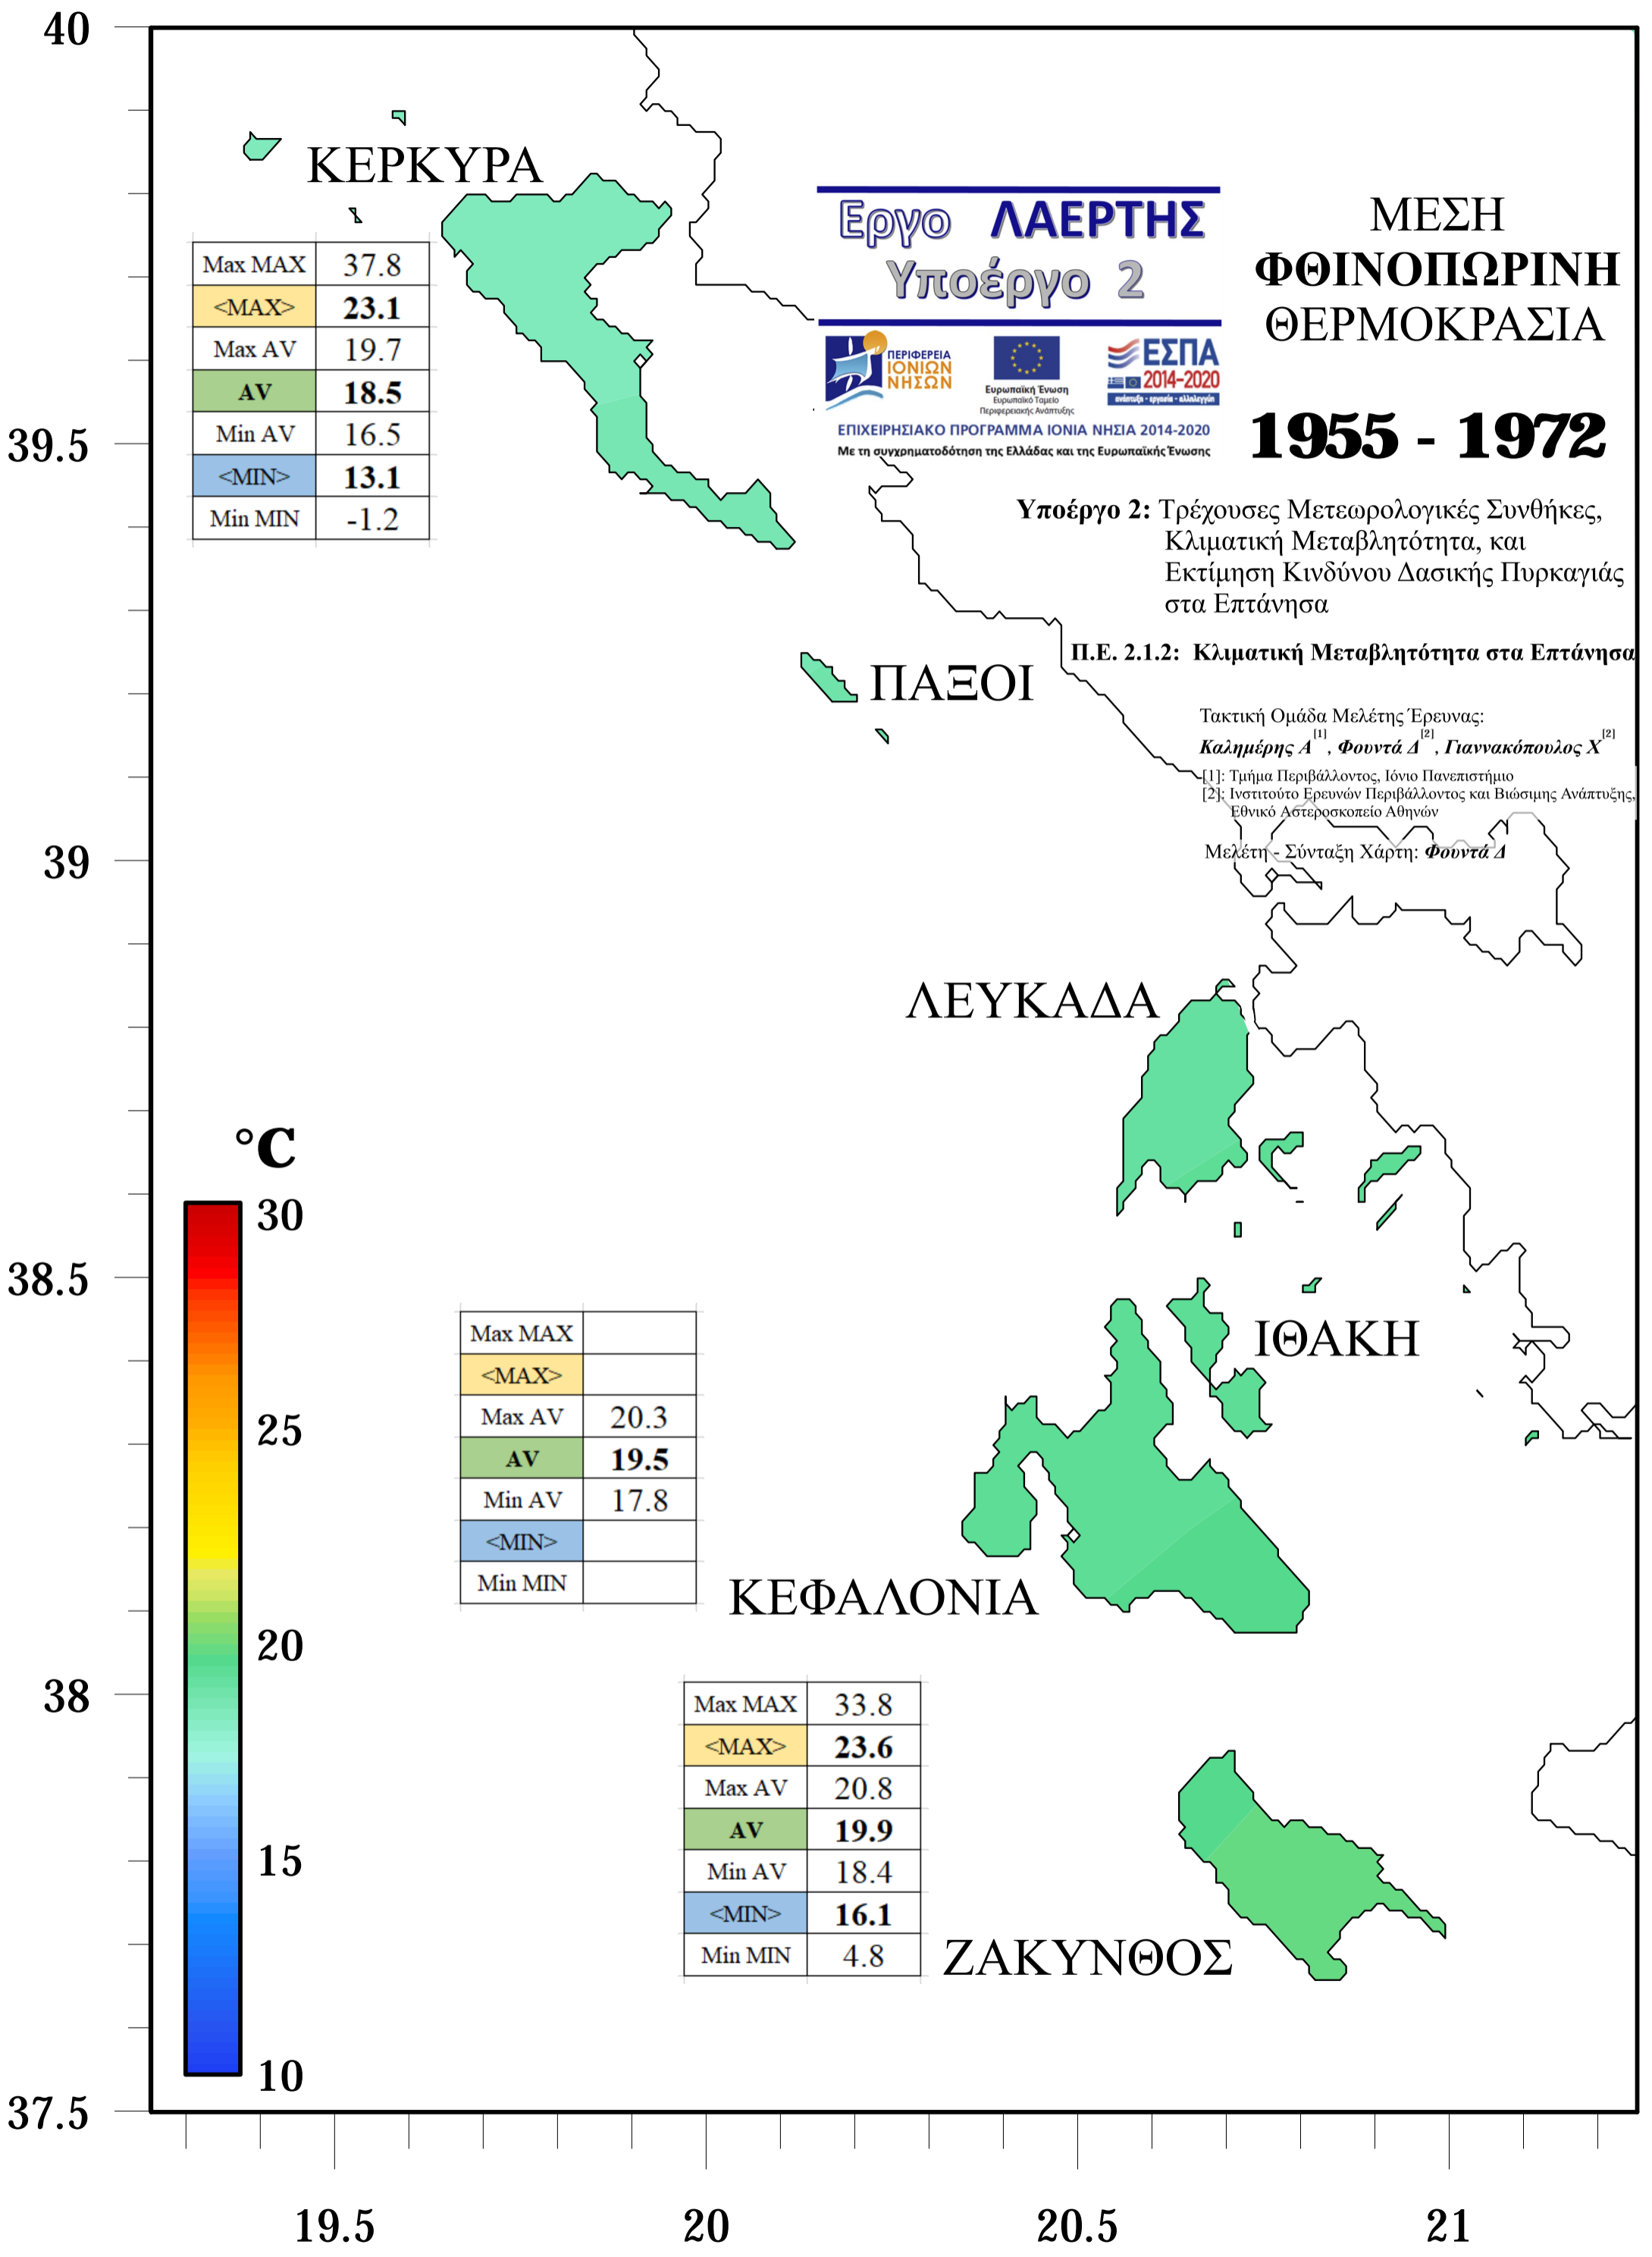 40
ΚΕΡΚΥΡΑ
Max MAX 37.8
<MAX> 23.1
Max AV 19.7
AV 18.5
Min AV 16.5
<MIN> 13.1
Min MIN -1.2
Εργο ΛΑΕΡΤΗΣ
Υποέργο 2
ΠΕΡΙΦΕΡΕΙΑ
ΙΟΝΙΩΝ
ΝΗΣΩΝ
Ευρωπαϊκή Ένωση
Ευρωπαϊκό Ταμείο
Περιφερειακής Ανάπτυξης
ΕΣΠΑ
2014-2020
ανάπτυξη - εργασία - αλληλεγγύη
ΕΠΙΧΕΙΡΗΣΙΑΚΟ ΠΡΟΓΡΑΜΜΑ ΙΟΝΙΑ ΝΗΣΙΑ 2014-2020
Με τη συγχρηματοδότηση της Ελλάδας και της Ευρωπαϊκής Ένωσης
ΜΕΣΗ
ΦΘΙΝΟΠΩΡΙΝΗ
ΘΕΡΜΟΚΡΑΣΙΑ
1955 - 1972
39.5
Υποέργο 2: Τρέχουσες Μετεωρολογικές Συνθήκες,
Κλιματική Μεταβλητότητα, και
Εκτίμηση Κινδύνου Δασικής Πυρκαγιάς
στα Επτάνησα
Π.Ε. 2.1.2: Κλιματική Μεταβλητότητα στα Επτάνησα
ΠΑΞΟΙ
Τακτική Ομάδα Μελέτης Έρευνας:
Καλημέρης Α[1], Φουντά Δ[2], Γιαννακόπουλος Χ[2]
[1]: Τμήμα Περιβάλλοντος, Ιόνιο Πανεπιστήμιο
[2]: Ινστιτούτο Ερευνών Περιβάλλοντος και Βιώσιμης Ανάπτυξης,
Εθνικό Αστεροσκοπείο Αθηνών
Μελέτη - Σύνταξη Χάρτη: Φουντά Δ
39
ΛΕΥΚΑΔΑ
°C
30
25
20
15
10
38.5
ΙΘΑΚΗ
Max MAX
<MAX>
Max AV 20.3
AV 19.5
Min AV 17.8
<MIN>
Min MIN
ΚΕΦΑΛΟΝΙΑ
38
Max MAX 33.8
<MAX> 23.6
Max AV 20.8
AV 19.9
Min AV 18.4
<MIN> 16.1
Min MIN 4.8
ΖΑΚΥΝΘΟΣ
37.5
19.5 20 20.5 21